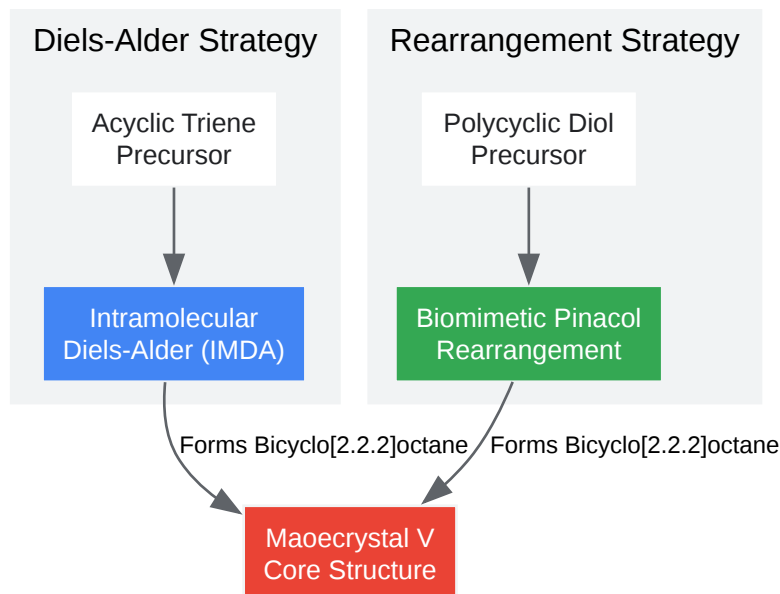 Diels-Alder Strategy
Rearrangement Strategy
Acyclic Triene
Precursor
Polycyclic Diol
Precursor
Intramolecular
Diels-Alder (IMDA)
Biomimetic Pinacol
Rearrangement
Forms Bicyclo[2.2.2]octane
Forms Bicyclo[2.2.2]octane
Maoecrystal V
Core Structure